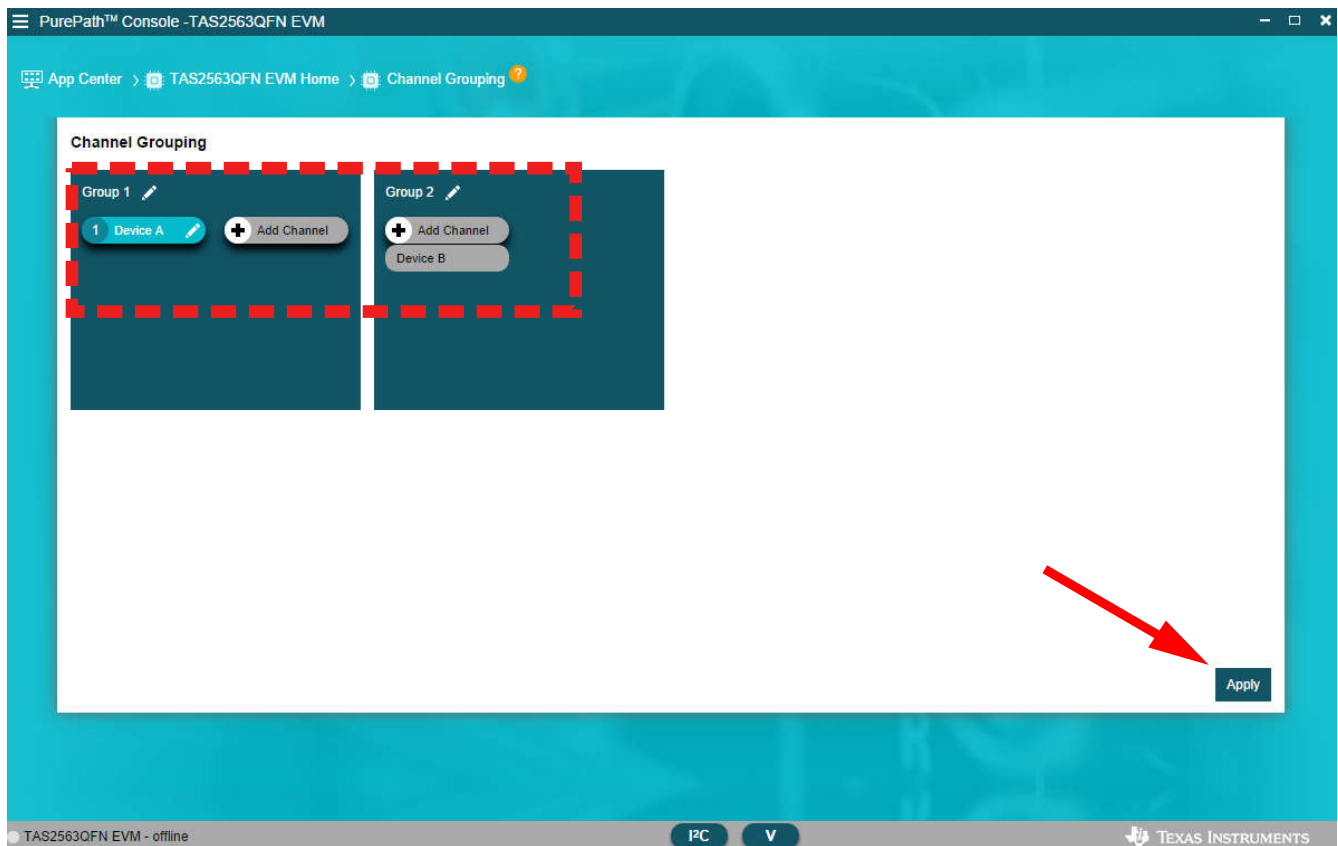 PurePath™ Console -TAS2563QFN EVM
App Center > TAS2563QFN EVM Home > Channel Grouping ?
Channel Grouping
Group 1
1 Device A
Add Channel
Group 2
Add Channel
Device B
Apply
TAS2563QFN EVM - offline
I²C
V
TEXAS INSTRUMENTS